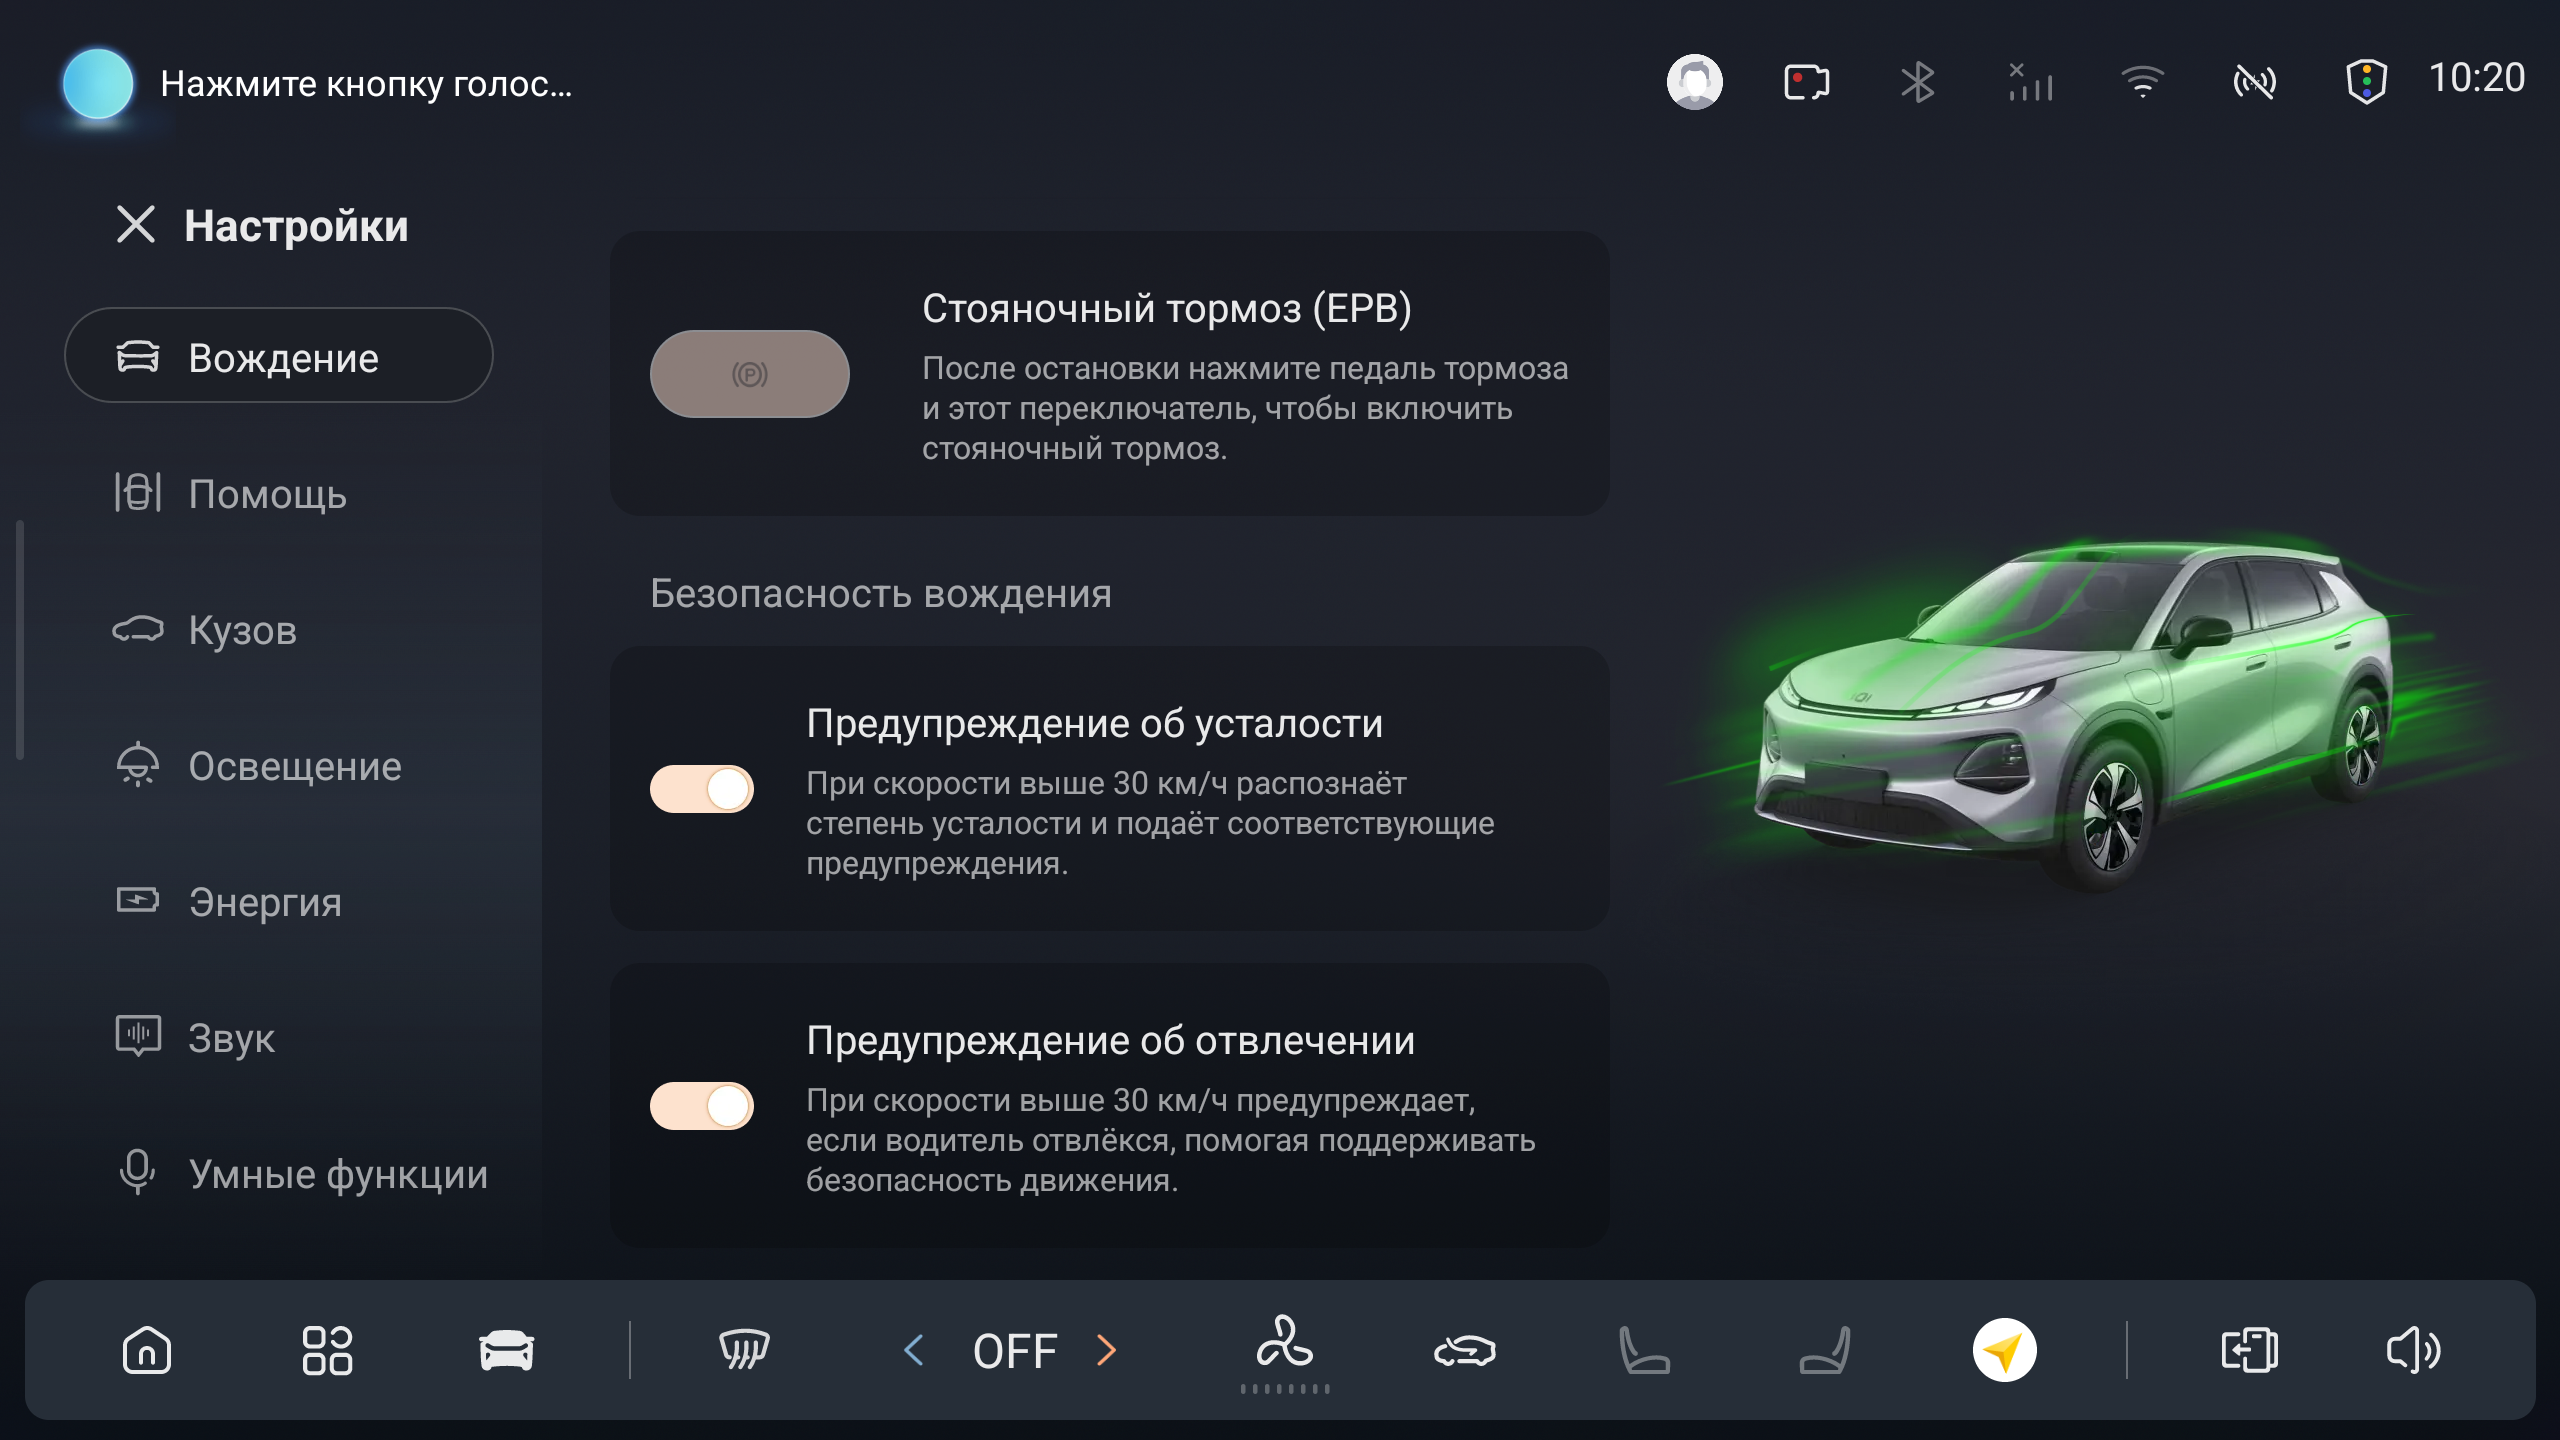 Нажмите кнопку голос...
10:20
Настройки
Вождение
Помощь
Кузов
Освещение
Энергия
Звук
Умные функции
Стояночный тормоз (EPB)
После остановки нажмите педаль тормоза
и этот переключатель, чтобы включить
стояночный тормоз.
Безопасность вождения
Предупреждение об усталости
При скорости выше 30 км/ч распознаёт
степень усталости и подаёт соответствующие
предупреждения.
Предупреждение об отвлечении
При скорости выше 30 км/ч предупреждает,
если водитель отвлёкся, помогая поддерживать
безопасность движения.
OFF